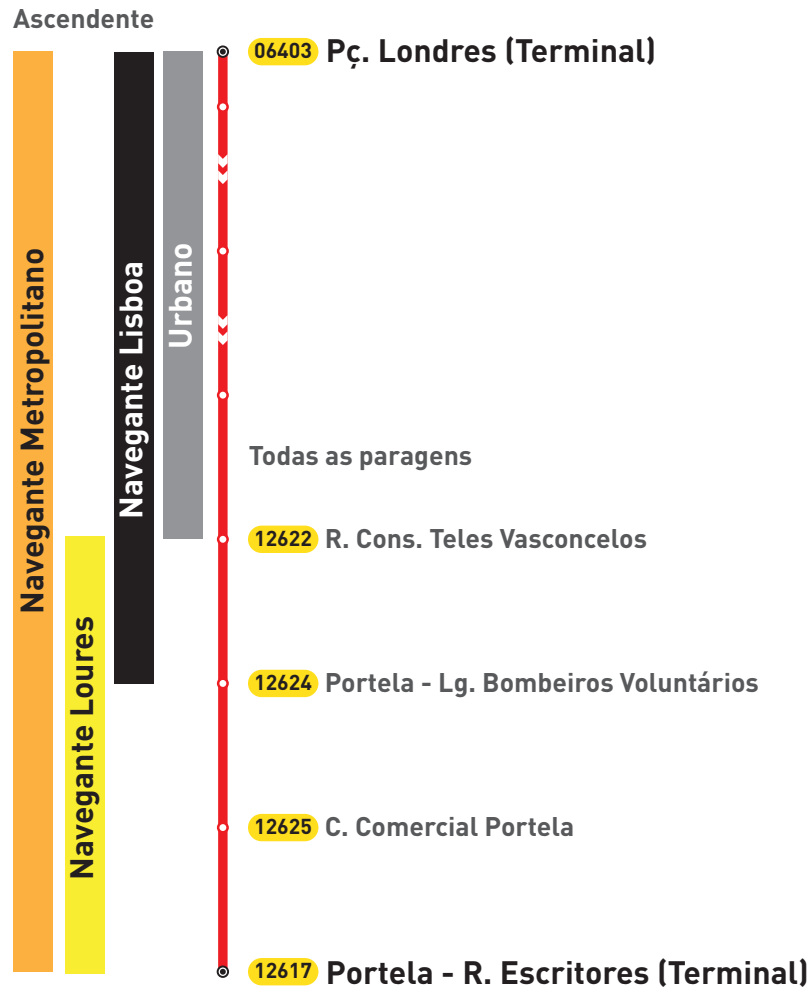 Ascendente
06403 Pç. Londres (Terminal)
Navegante Metropolitano
Navegante Loures
Navegante Lisboa
Urbano
Todas as paragens
12622 R. Cons. Teles Vasconcelos
12624 Portela - Lg. Bombeiros Voluntários
12625 C. Comercial Portela
12617 Portela - R. Escritores (Terminal)